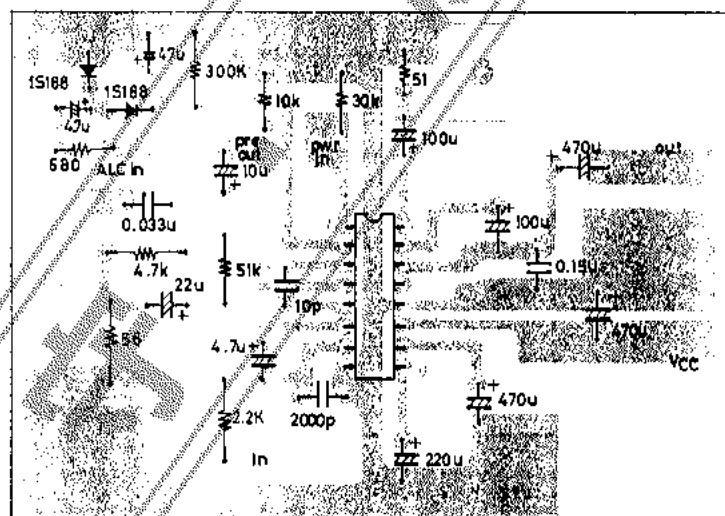 47u
1S188
1S188
300K
10k
30k
51
47u
100u
680
ALC in
pre out
10u
pwr in
470u
out
0.033u
100u
4.7k
51k
0.15u
22u
10p
56
470u
4.7u
VCC
2.2K
2000p
470u
In
220u